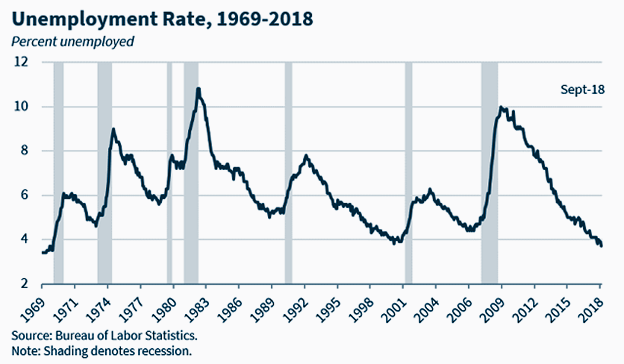 Unemployment Rate, 1969-2018
Percent unemployed
12
Sept-18
10
8
6
4
2
1969 1971 1974 1977 1980 1983 1986 1989 1992 1995 1998 2001 2004 2006 2009 2012 2015 2018
Source: Bureau of Labor Statistics.
Note: Shading denotes recession.